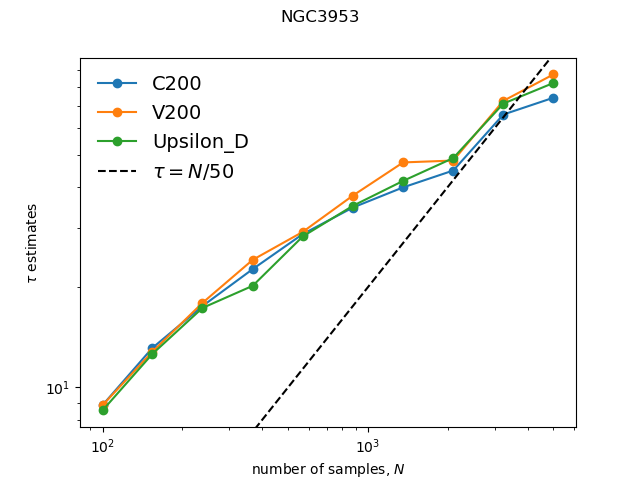 NGC3953
C200
V200
Upsilon_D
τ = N/50
τ estimates
10¹
10² 10³
number of samples, N